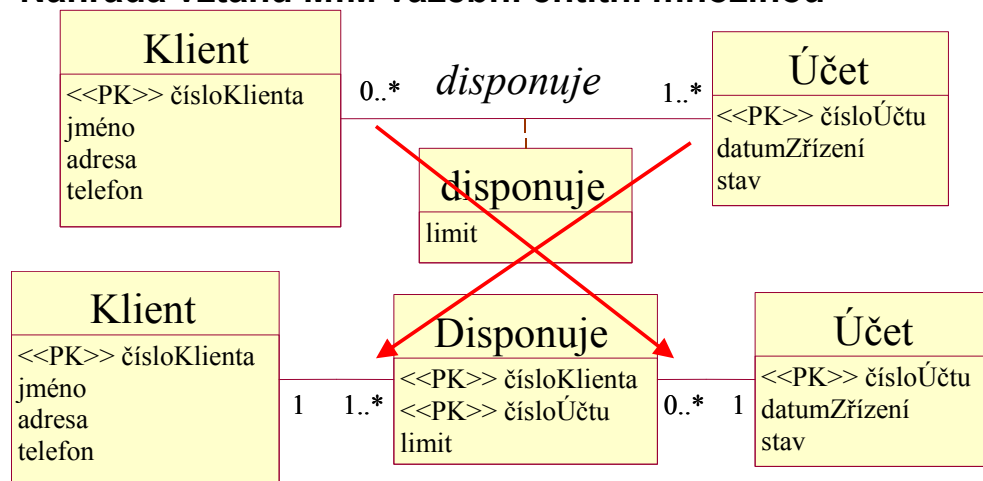 Klient
<<PK>> čísloKlienta
jméno
adresa
telefon
0..*
disponuje
1..*
Účet
<<PK>> čísloÚčtu
datumZřízení
stav
disponuje
limit
Klient
<<PK>> čísloKlienta
jméno
adresa
telefon
1
1..*
Disponuje
<<PK>> čísloKlienta
<<PK>> čísloÚčtu
limit
0..*
1
Účet
<<PK>> čísloÚčtu
datumZřízení
stav